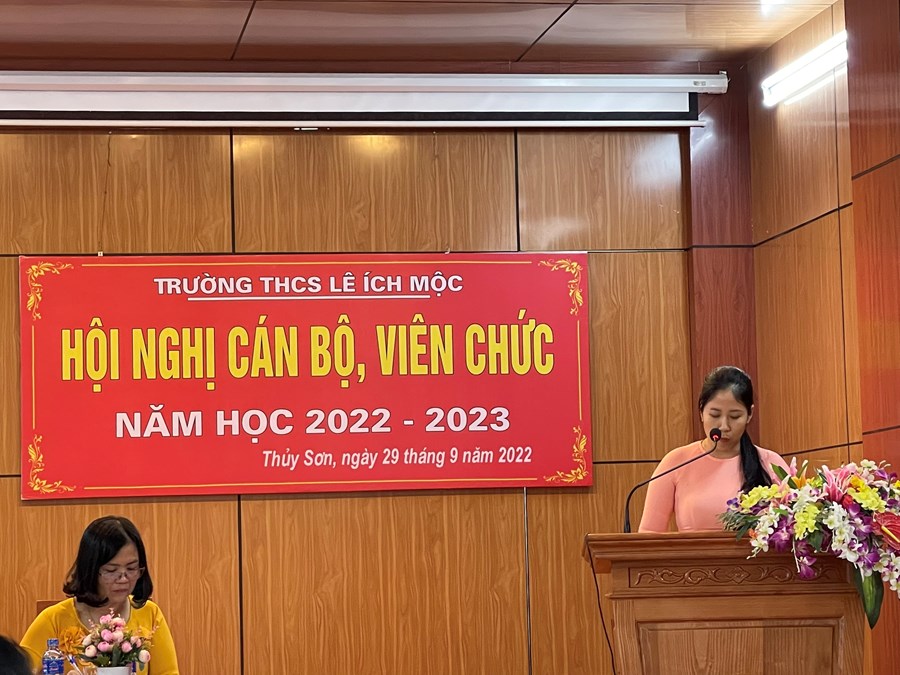 TRƯỜNG THCS LÊ ÍCH MỘC
HỘI NGHỊ CÁN BỘ, VIÊN CHỨC
NĂM HỌC 2022 - 2023
Thủy Sơn, ngày 29 tháng 9 năm 2022